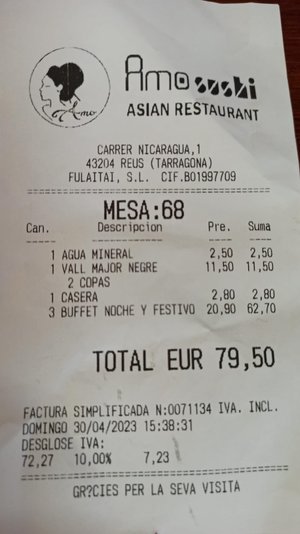 Amo
Amo sushi
ASIAN RESTAURANT
CARRER NICARAGUA,1
43204 REUS (TARRAGONA)
FULAITAI, S.L. CIF.B01997709
MESA:68
Can. Descripcion Pre. Suma
1 AGUA MINERAL 2,50 2,50
1 VALL MAJOR NEGRE 11,50 11,50
2 COPAS
1 CASERA 2,80 2,80
3 BUFFET NOCHE Y FESTIVO 20,90 62,70
TOTAL EUR 79,50
FACTURA SIMPLIFICADA N:0071134 IVA. INCL.
DOMINGO 30/04/2023 15:38:31
DESGLOSE IVA:
72,27 10,00% 7,23
GR?CIES PER LA SEVA VISITA